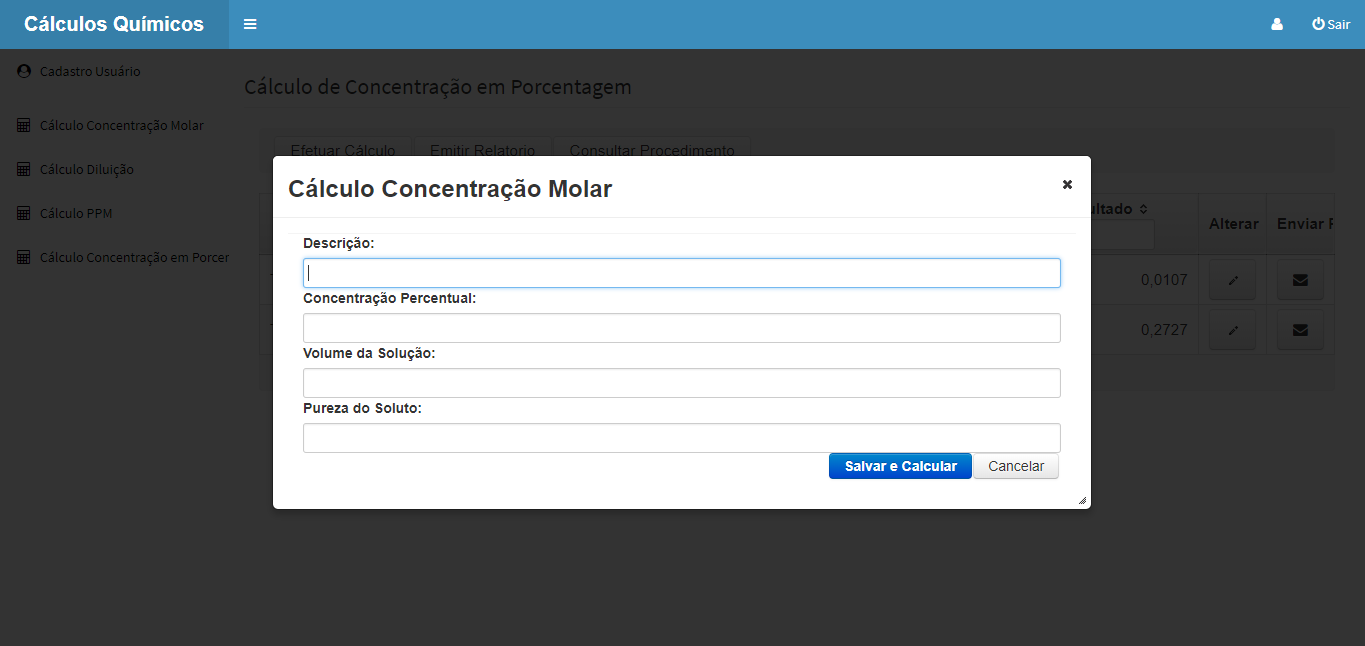 Cálculos Químicos
Sair
Cadastro Usuário
Cálculo Concentração Molar
Cálculo Diluição
Cálculo PPM
Cálculo Concentração em Porcer
Cálculo de Concentração em Porcentagem
Efetuar Cálculo
Emitir Relatorio
Consultar Procedimento
ultado
Alterar
Enviar
0,0107
0,2727
Cálculo Concentração Molar
Descrição:
Concentração Percentual:
Volume da Solução:
Pureza do Soluto:
Salvar e Calcular
Cancelar